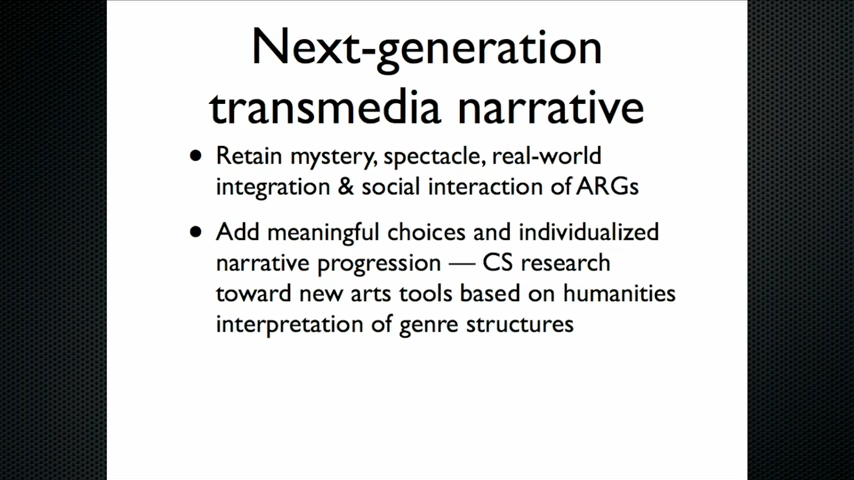 Next-generation
transmedia narrative
• Retain mystery, spectacle, real-world
integration & social interaction of ARGs
• Add meaningful choices and individualized
narrative progression — CS research
toward new arts tools based on humanities
interpretation of genre structures